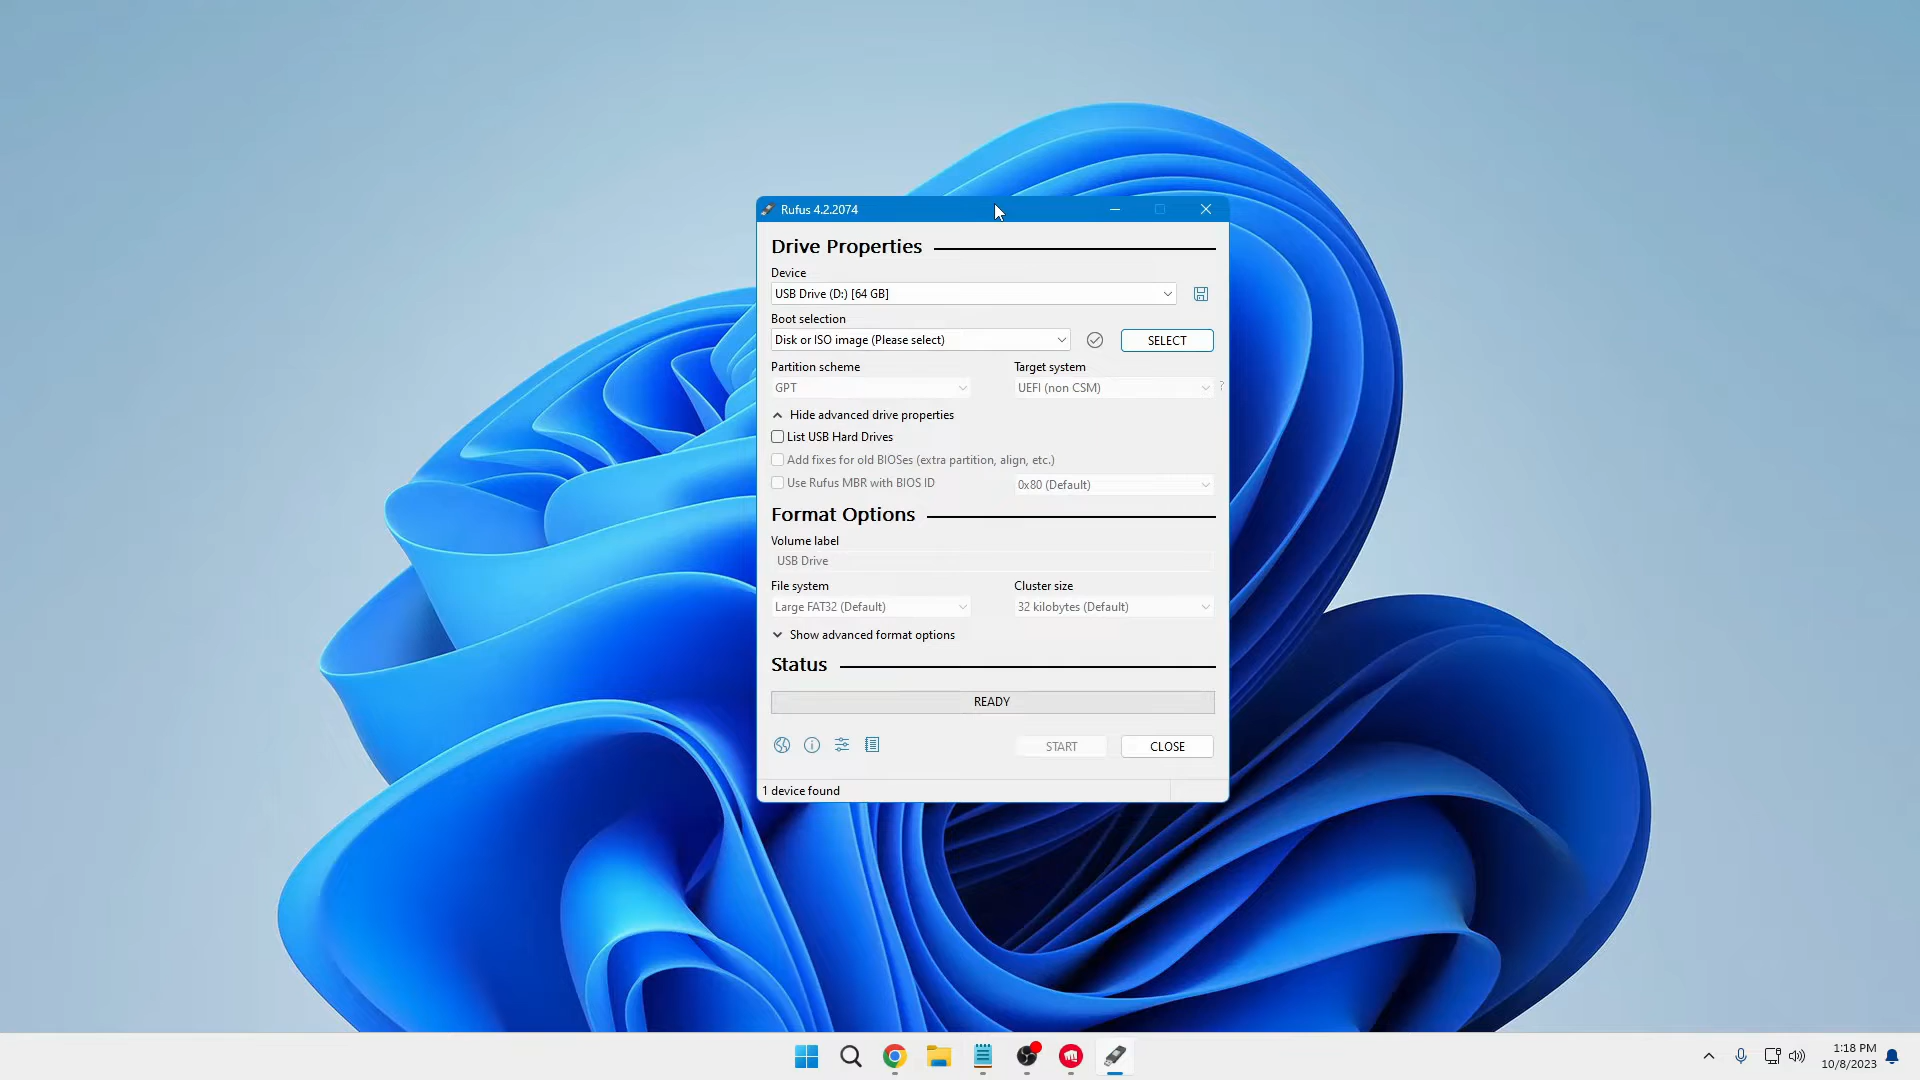 Rufus 4.2.2074
Drive Properties
Device
USB Drive (D:) [64 GB]
Boot selection
Disk or ISO image (Please select)
SELECT
Partition scheme
Target system
GPT
UEFI (non CSM)
?
Hide advanced drive properties
List USB Hard Drives
Add fixes for old BIOSes (extra partition, align, etc.)
Use Rufus MBR with BIOS ID
0x80 (Default)
Format Options
Volume label
USB Drive
File system
Cluster size
Large FAT32 (Default)
32 kilobytes (Default)
Show advanced format options
Status
READY
START
CLOSE
1 device found
1:18 PM
10/8/2023